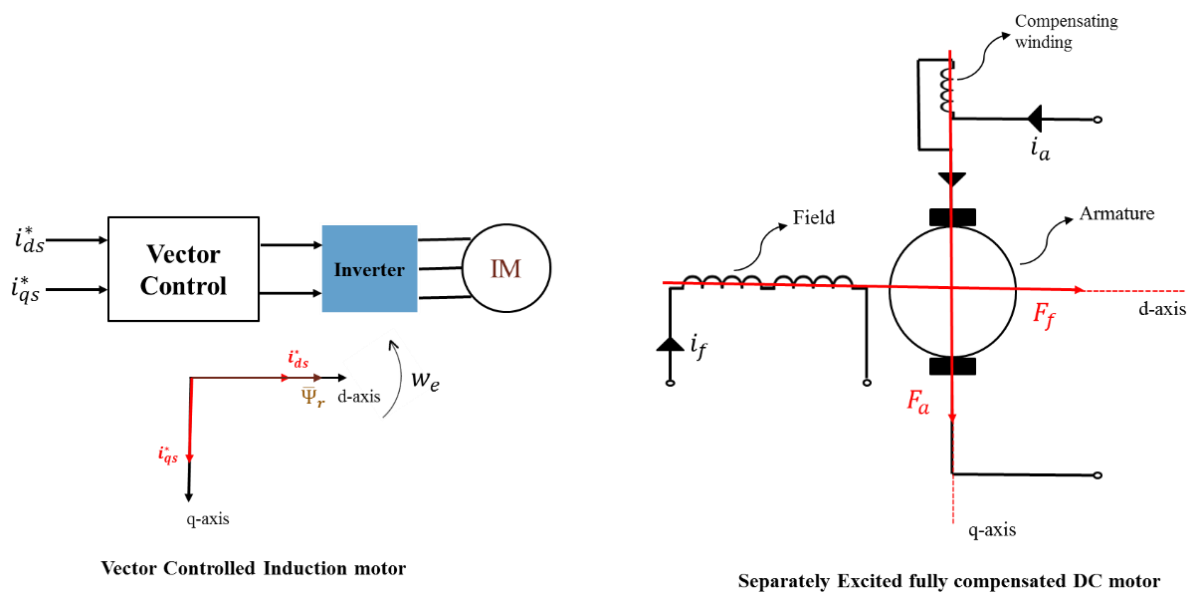 i*ds
i*qs
Vector
Control
Inverter
IM
i*ds
Ψ̅r
d-axis
we
i*qs
q-axis
Vector Controlled Induction motor
Compensating
winding
ia
Field
Armature
Ff
d-axis
if
Fa
q-axis
Separately Excited fully compensated DC motor